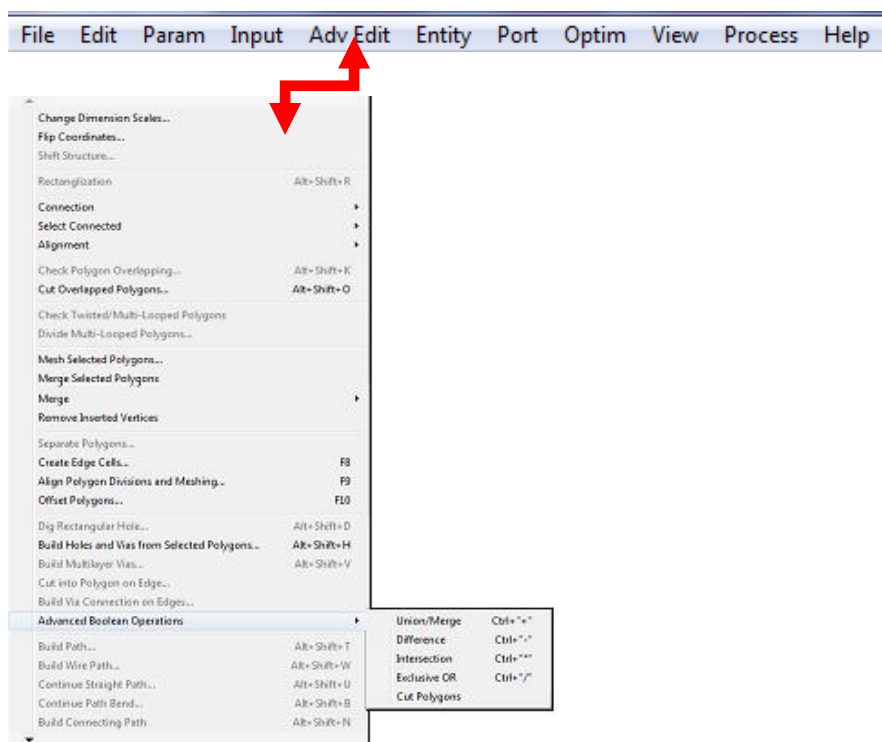 File Edit Param Input Adv Edit Entity Port Optim View Process Help
Change Dimension Scales...
Flip Coordinates...
Shift Structure...
Rectanglization Alt+Shift+R
Connection
Select Connected
Alignment
Check Polygon Overlapping... Alt+Shift+K
Cut Overlapped Polygons... Alt+Shift+O
Check Twisted/Multi-Looped Polygons
Divide Multi-Looped Polygons...
Mesh Selected Polygons...
Merge Selected Polygons
Merge
Remove Inserted Vertices
Separate Polygons...
Create Edge Cells... F8
Align Polygon Divisions and Meshing... F9
Offset Polygons... F10
Dig Rectangular Hole... Alt+Shift+D
Build Holes and Vias from Selected Polygons... Alt+Shift+H
Build Multilayer Vias... Alt+Shift+V
Cut into Polygon on Edge...
Build Via Connection on Edges...
Advanced Boolean Operations
Union/Merge Ctrl+"+"
Difference Ctrl+"-"
Intersection Ctrl+"*"
Exclusive OR Ctrl+"/"
Cut Polygons
Build Path... Alt+Shift+T
Build Wire Path... Alt+Shift+W
Continue Straight Path... Alt+Shift+U
Continue Path Bend... Alt+Shift+B
Build Connecting Path Alt+Shift+N